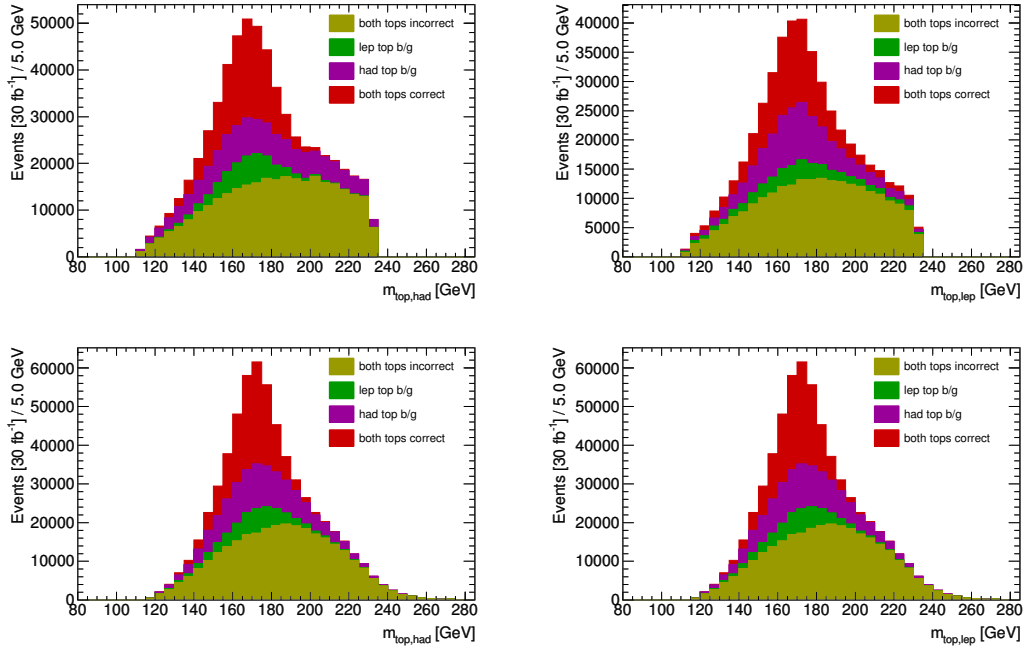 Events [30 fb⁻¹] / 5.0 GeV
50000
40000
30000
20000
10000
0
both tops incorrect
lep top b/g
had top b/g
both tops correct
80 100 120 140 160 180 200 220 240 260 280
m_top,had [GeV]
Events [30 fb⁻¹] / 5.0 GeV
40000
35000
30000
25000
20000
15000
10000
5000
0
both tops incorrect
lep top b/g
had top b/g
both tops correct
80 100 120 140 160 180 200 220 240 260 280
m_top,lep [GeV]
Events [30 fb⁻¹] / 5.0 GeV
60000
50000
40000
30000
20000
10000
0
both tops incorrect
lep top b/g
had top b/g
both tops correct
80 100 120 140 160 180 200 220 240 260 280
m_top,had [GeV]
Events [30 fb⁻¹] / 5.0 GeV
60000
50000
40000
30000
20000
10000
0
both tops incorrect
lep top b/g
had top b/g
both tops correct
80 100 120 140 160 180 200 220 240 260 280
m_top,lep [GeV]